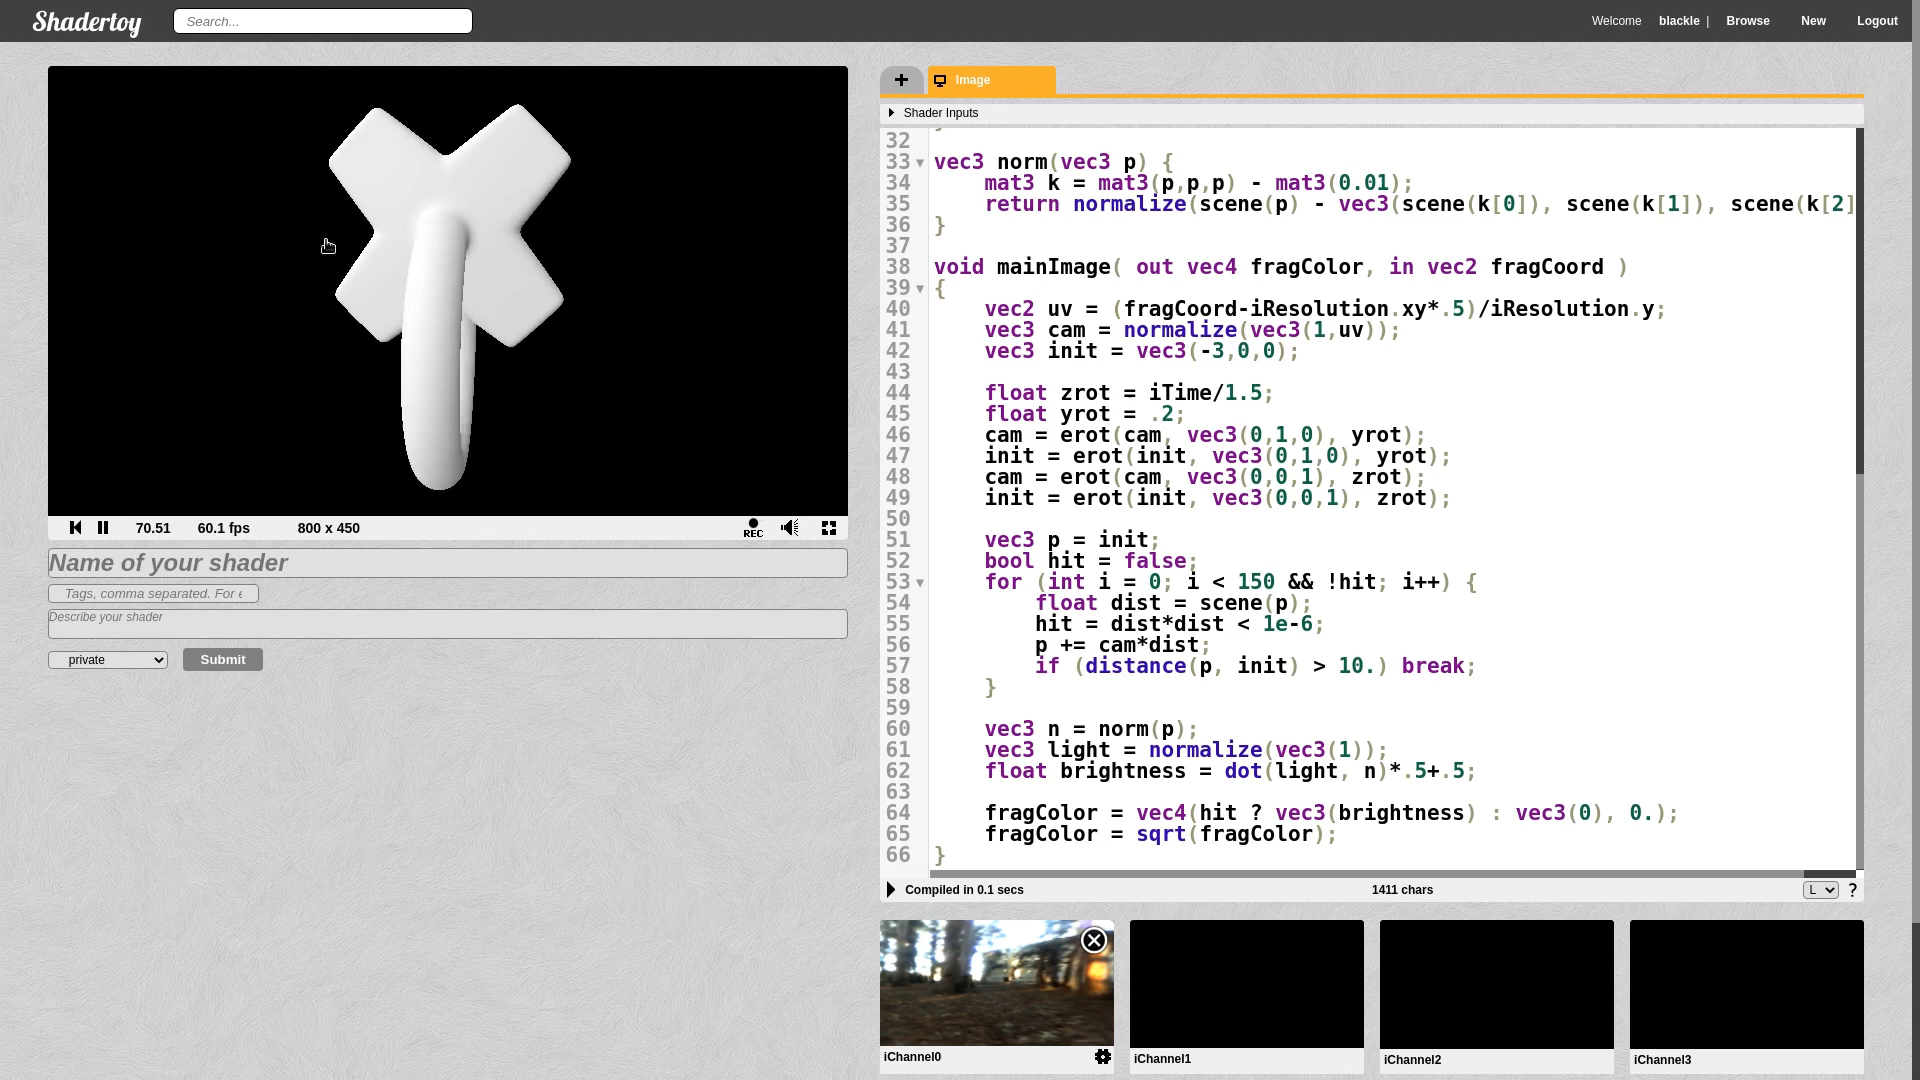 Shadertoy
Search...
Welcome blackle | Browse New Logout
Image
Shader Inputs
32
33 vec3 norm(vec3 p) {
34     mat3 k = mat3(p,p,p) - mat3(0.01);
35     return normalize(scene(p) - vec3(scene(k[0]), scene(k[1]), scene(k[2]
36 }
37
38 void mainImage( out vec4 fragColor, in vec2 fragCoord )
39 {
40     vec2 uv = (fragCoord-iResolution.xy*.5)/iResolution.y;
41     vec3 cam = normalize(vec3(1,uv));
42     vec3 init = vec3(-3,0,0);
43
44     float zrot = iTime/1.5;
45     float yrot = .2;
46     cam = erot(cam, vec3(0,1,0), yrot);
47     init = erot(init, vec3(0,1,0), yrot);
48     cam = erot(cam, vec3(0,0,1), zrot);
49     init = erot(init, vec3(0,0,1), zrot);
50
51     vec3 p = init;
52     bool hit = false;
53     for (int i = 0; i < 150 && !hit; i++) {
54         float dist = scene(p);
55         hit = dist*dist < 1e-6;
56         p += cam*dist;
57         if (distance(p, init) > 10.) break;
58     }
59
60     vec3 n = norm(p);
61     vec3 light = normalize(vec3(1));
62     float brightness = dot(light, n)*.5+.5;
63
64     fragColor = vec4(hit ? vec3(brightness) : vec3(0), 0.);
65     fragColor = sqrt(fragColor);
66 }
70.51 60.1 fps 800 x 450 REC
Name of your shader
Tags, comma separated. For e
Describe your shader
private Submit
Compiled in 0.1 secs 1411 chars L ?
iChannel0 iChannel1 iChannel2 iChannel3